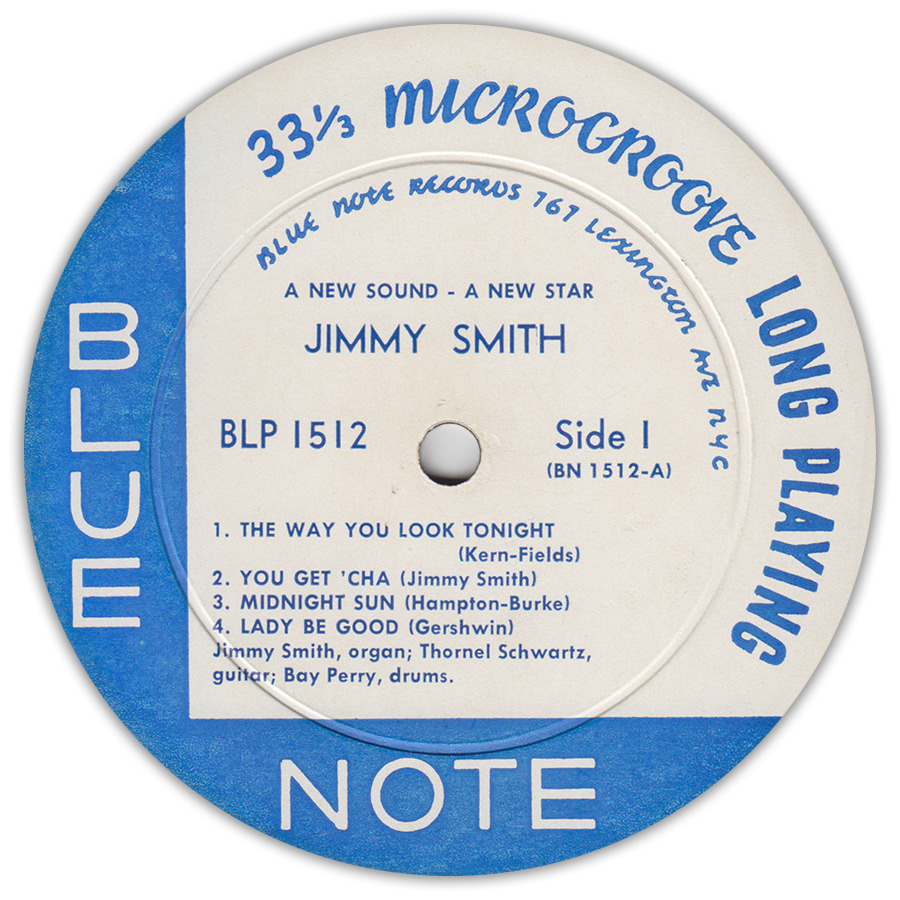 33⅓ MICROGROOVE LONG PLAYING
BLUE NOTE RECORDS 767 LEXINGTON AVE NYC
A NEW SOUND - A NEW STAR
JIMMY SMITH
BLP 1512
Side 1
(BN 1512-A)
1. THE WAY YOU LOOK TONIGHT
(Kern-Fields)
2. YOU GET 'CHA (Jimmy Smith)
3. MIDNIGHT SUN (Hampton-Burke)
4. LADY BE GOOD (Gershwin)
Jimmy Smith, organ; Thornel Schwartz,
guitar; Bay Perry, drums.
BLUE
NOTE